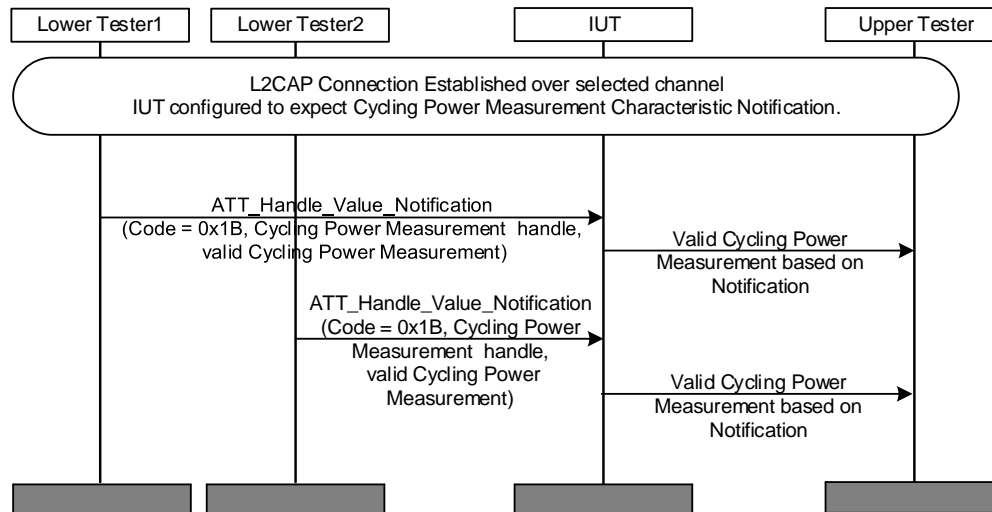 Lower Tester1
Lower Tester2
IUT
Upper Tester
L2CAP Connection Established over selected channel
IUT configured to expect Cycling Power Measurement Characteristic Notification.
ATT_Handle_Value_Notification
(Code = 0x1B, Cycling Power Measurement handle,
valid Cycling Power Measurement)
Valid Cycling Power
Measurement based on
Notification
ATT_Handle_Value_Notification
(Code = 0x1B, Cycling Power
Measurement handle,
valid Cycling Power
Measurement)
Valid Cycling Power
Measurement based on
Notification